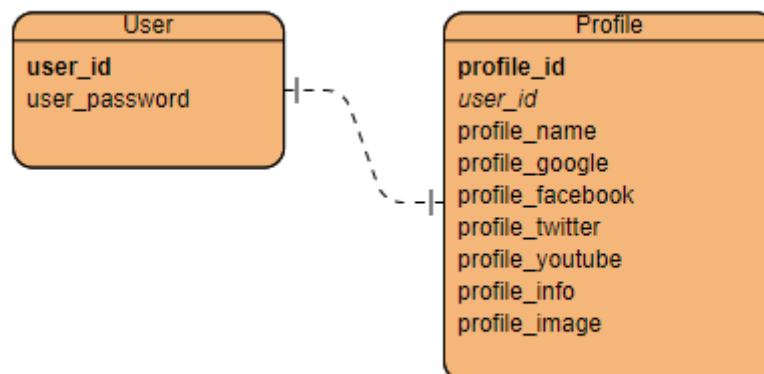 User
user_id
user_password
Profile
profile_id
user_id
profile_name
profile_google
profile_facebook
profile_twitter
profile_youtube
profile_info
profile_image